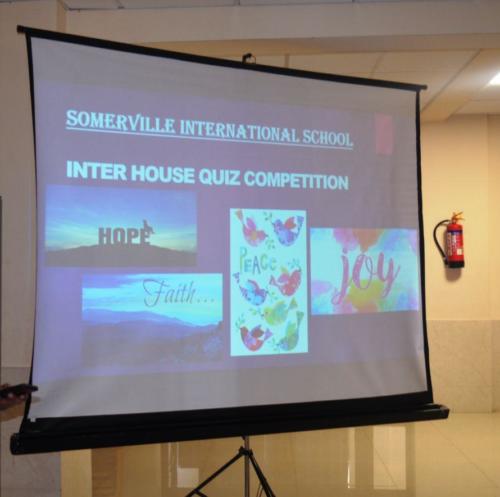 SOMERVILLE INTERNATIONAL SCHOOL
INTER HOUSE QUIZ COMPETITION
HOPE
Faith...
PEACE
joy